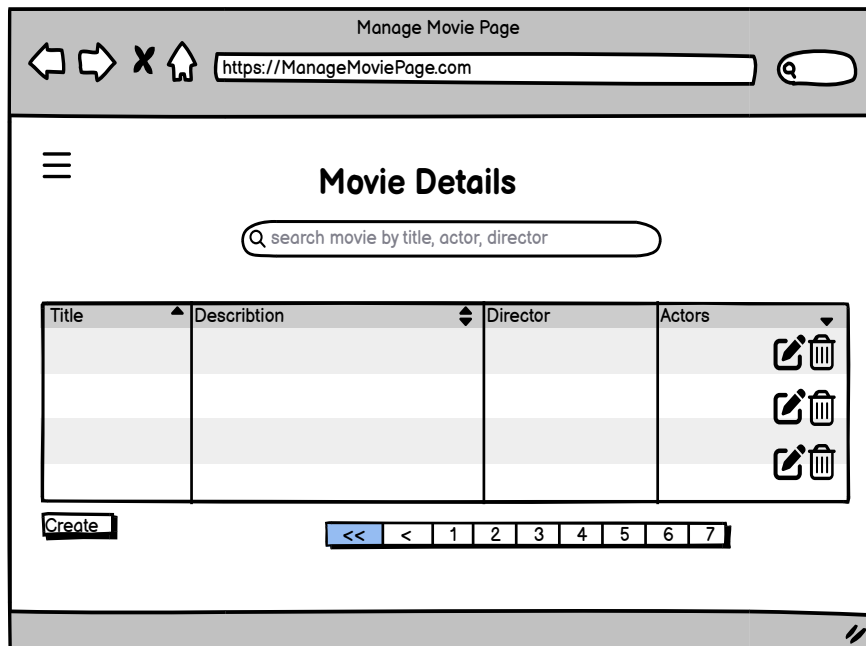 Manage Movie Page
https://ManageMoviePage.com
Movie Details
search movie by title, actor, director
Title Describtion Director Actors
Create
<< < 1 2 3 4 5 6 7